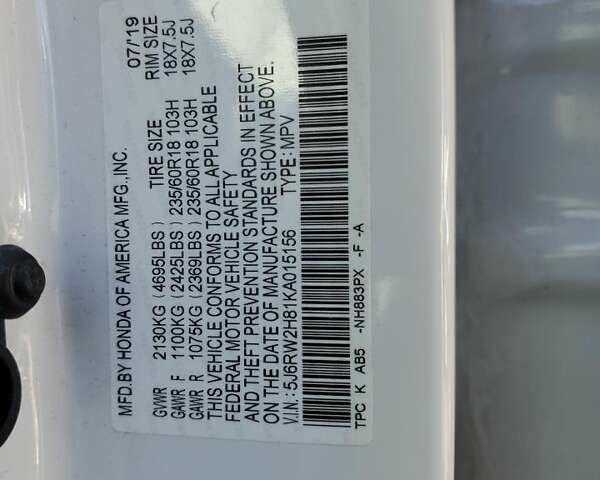 MFD.BY HONDA OF AMERICA MFG.,INC. 07/'19
GVWR 2130KG (4695LBS) TIRE SIZE RIM SIZE
GAWR F 1100KG (2425LBS) 235/60R18 103H 18X7.5J
GAWR R 1075KG (2369LBS) 235/60R18 103H 18X7.5J
THIS VEHICLE CONFORMS TO ALL APPLICABLE
FEDERAL MOTOR VEHICLE SAFETY
AND THEFT PREVENTION STANDARDS IN EFFECT
ON THE DATE OF MANUFACTURE SHOWN ABOVE.
V.I.N.: 5J6RW2H81KA015156 TYPE: MPV
TPC K AB5 -NH883PX -F -A